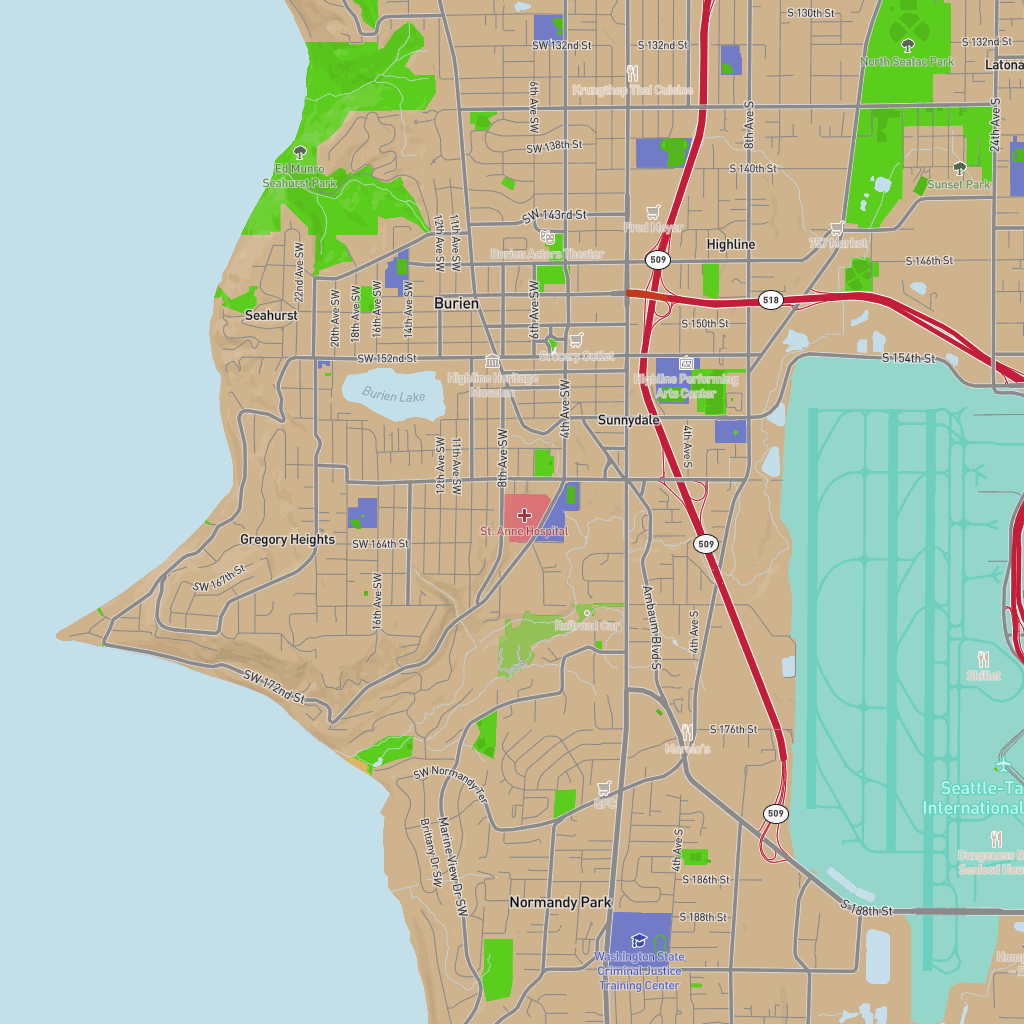 S 130th St
SW 132nd St
S 132nd St
S 132nd St
North Seatac Park
Latona
Krungthep Thai Cuisine
6th Ave SW
8th Ave S
24th Ave S
SW 138th St
S 140th St
Ed Munro
Seahurst Park
Sunset Park
SW 143rd St
12th Ave SW
11th Ave SW
Fred Meyer
757 Market
Highline
Burien Actors Theater
509
S 146th St
22nd Ave SW
20th Ave SW
18th Ave SW
16th Ave SW
14th Ave SW
6th Ave SW
Burien
518
Seahurst
S 150th St
SW 152nd St
Grocery Outlet
S 154th St
Highline Heritage
Museum
Highline Performing
Arts Center
Burien Lake
4th Ave SW
Sunnydale
12th Ave SW
11th Ave SW
8th Ave SW
4th Ave S
St. Anne Hospital
Gregory Heights
SW 164th St
509
SW 167th St
16th Ave SW
Ambaum Blvd S
4th Ave S
Railroad Car
Skillet
SW 172nd St
S 176th St
SW Normandy Ter
Seattle-Ta
International
QFC
509
Marine View Dr SW
Brittany Dr SW
4th Ave S
Seafood Hou
S 186th St
Normandy Park
S 188th St
S 188th St
Washington State
Criminal Justice
Training Center